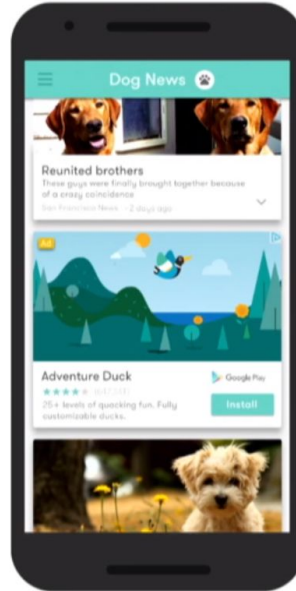 Dog News
Reunited brothers
These guys were finally brought together because
of a crazy coincidence
San Francisco News - 2 days ago
Ad
Adventure Duck
Google Play
25+ levels of quacking fun. Fully
customizable ducks.
Install